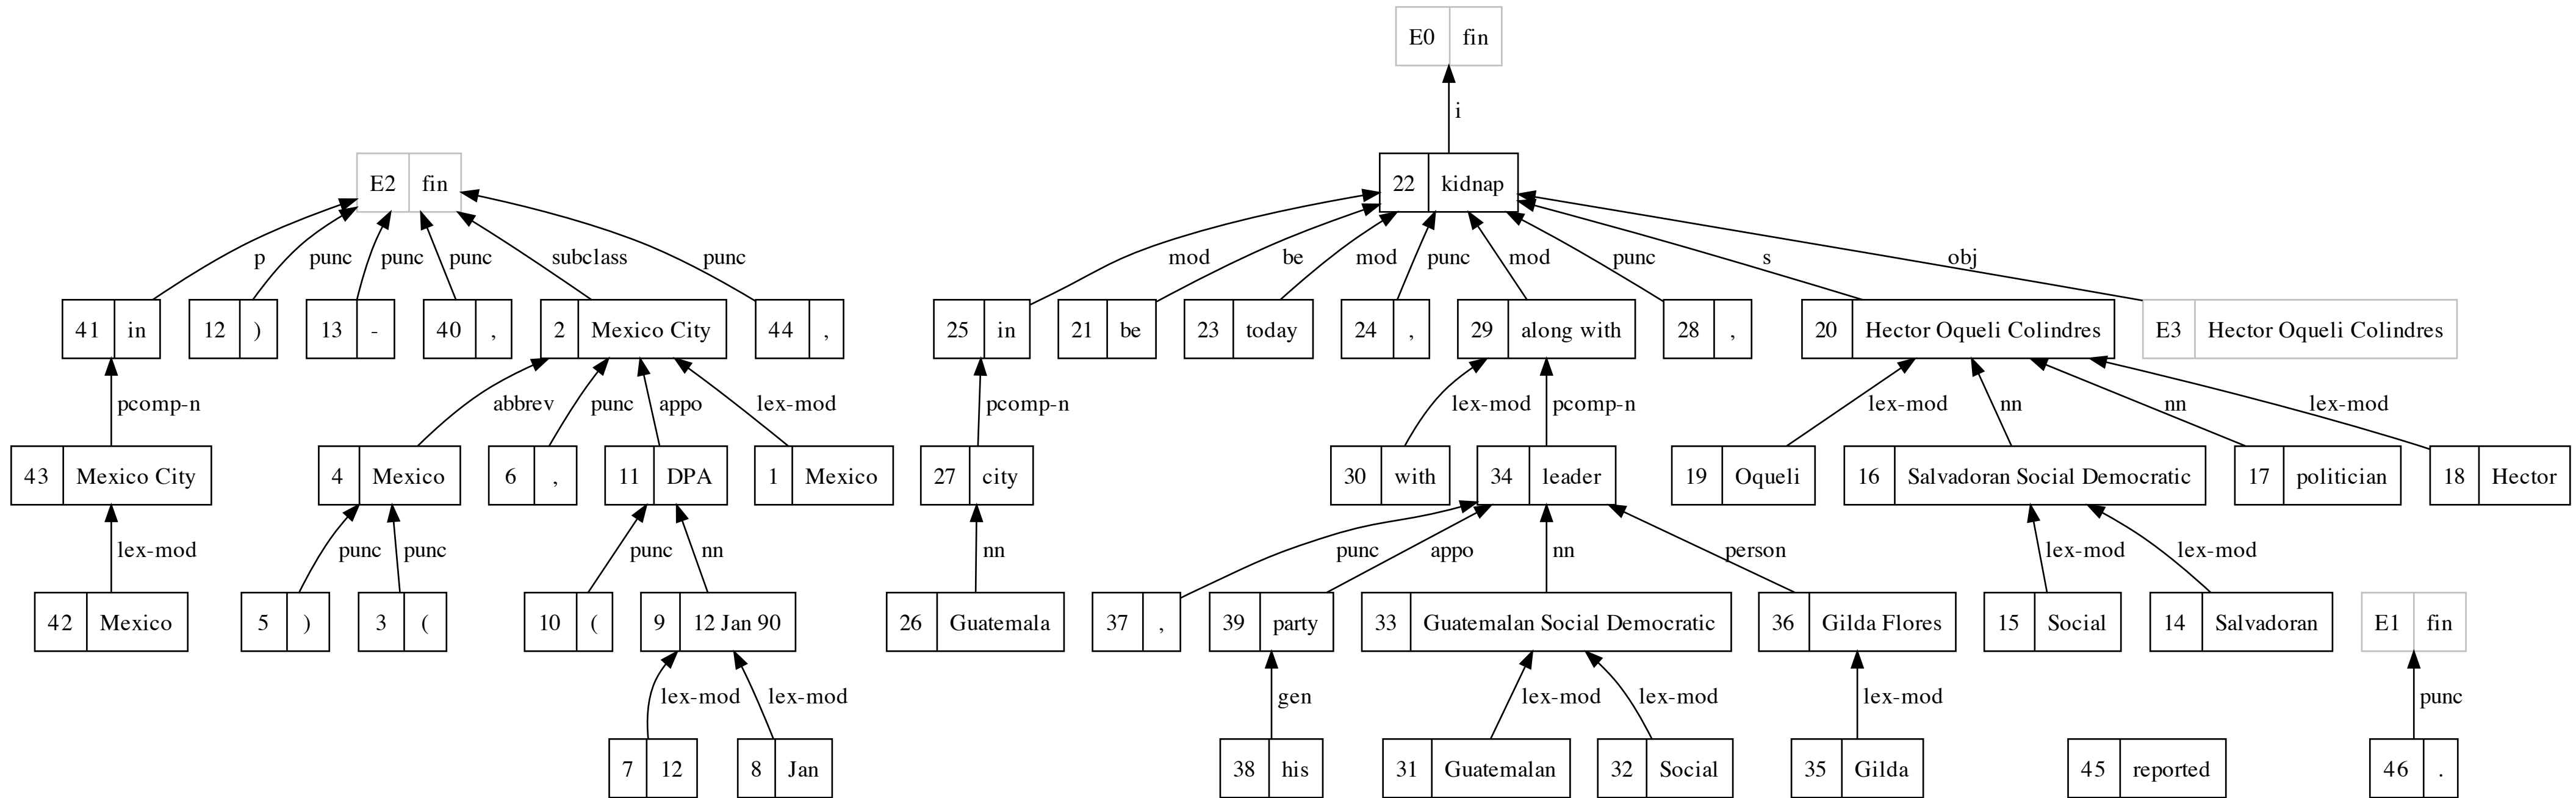 E0 fin
i
E2 fin
22 kidnap
p punc punc punc subclass punc mod be mod punc mod punc s obj
41 in
12 )
13 -
40 ,
2 Mexico City
44 ,
25 in
21 be
23 today
24 ,
29 along with
28 ,
20 Hector Oqueli Colindres
E3 Hector Oqueli Colindres
pcomp-n abbrev punc appo lex-mod pcomp-n lex-mod pcomp-n lex-mod nn nn lex-mod
43 Mexico City
4 Mexico
6 ,
11 DPA
1 Mexico
27 city
30 with
34 leader
19 Oqueli
16 Salvadoran Social Democratic
17 politician
18 Hector
lex-mod punc punc punc nn nn punc appo nn person lex-mod lex-mod
42 Mexico
5 )
3 (
10 (
9 12 Jan 90
26 Guatemala
37 ,
39 party
33 Guatemalan Social Democratic
36 Gilda Flores
15 Social
14 Salvadoran
E1 fin
lex-mod lex-mod gen lex-mod lex-mod lex-mod punc
7 12
8 Jan
38 his
31 Guatemalan
32 Social
35 Gilda
45 reported
46 .